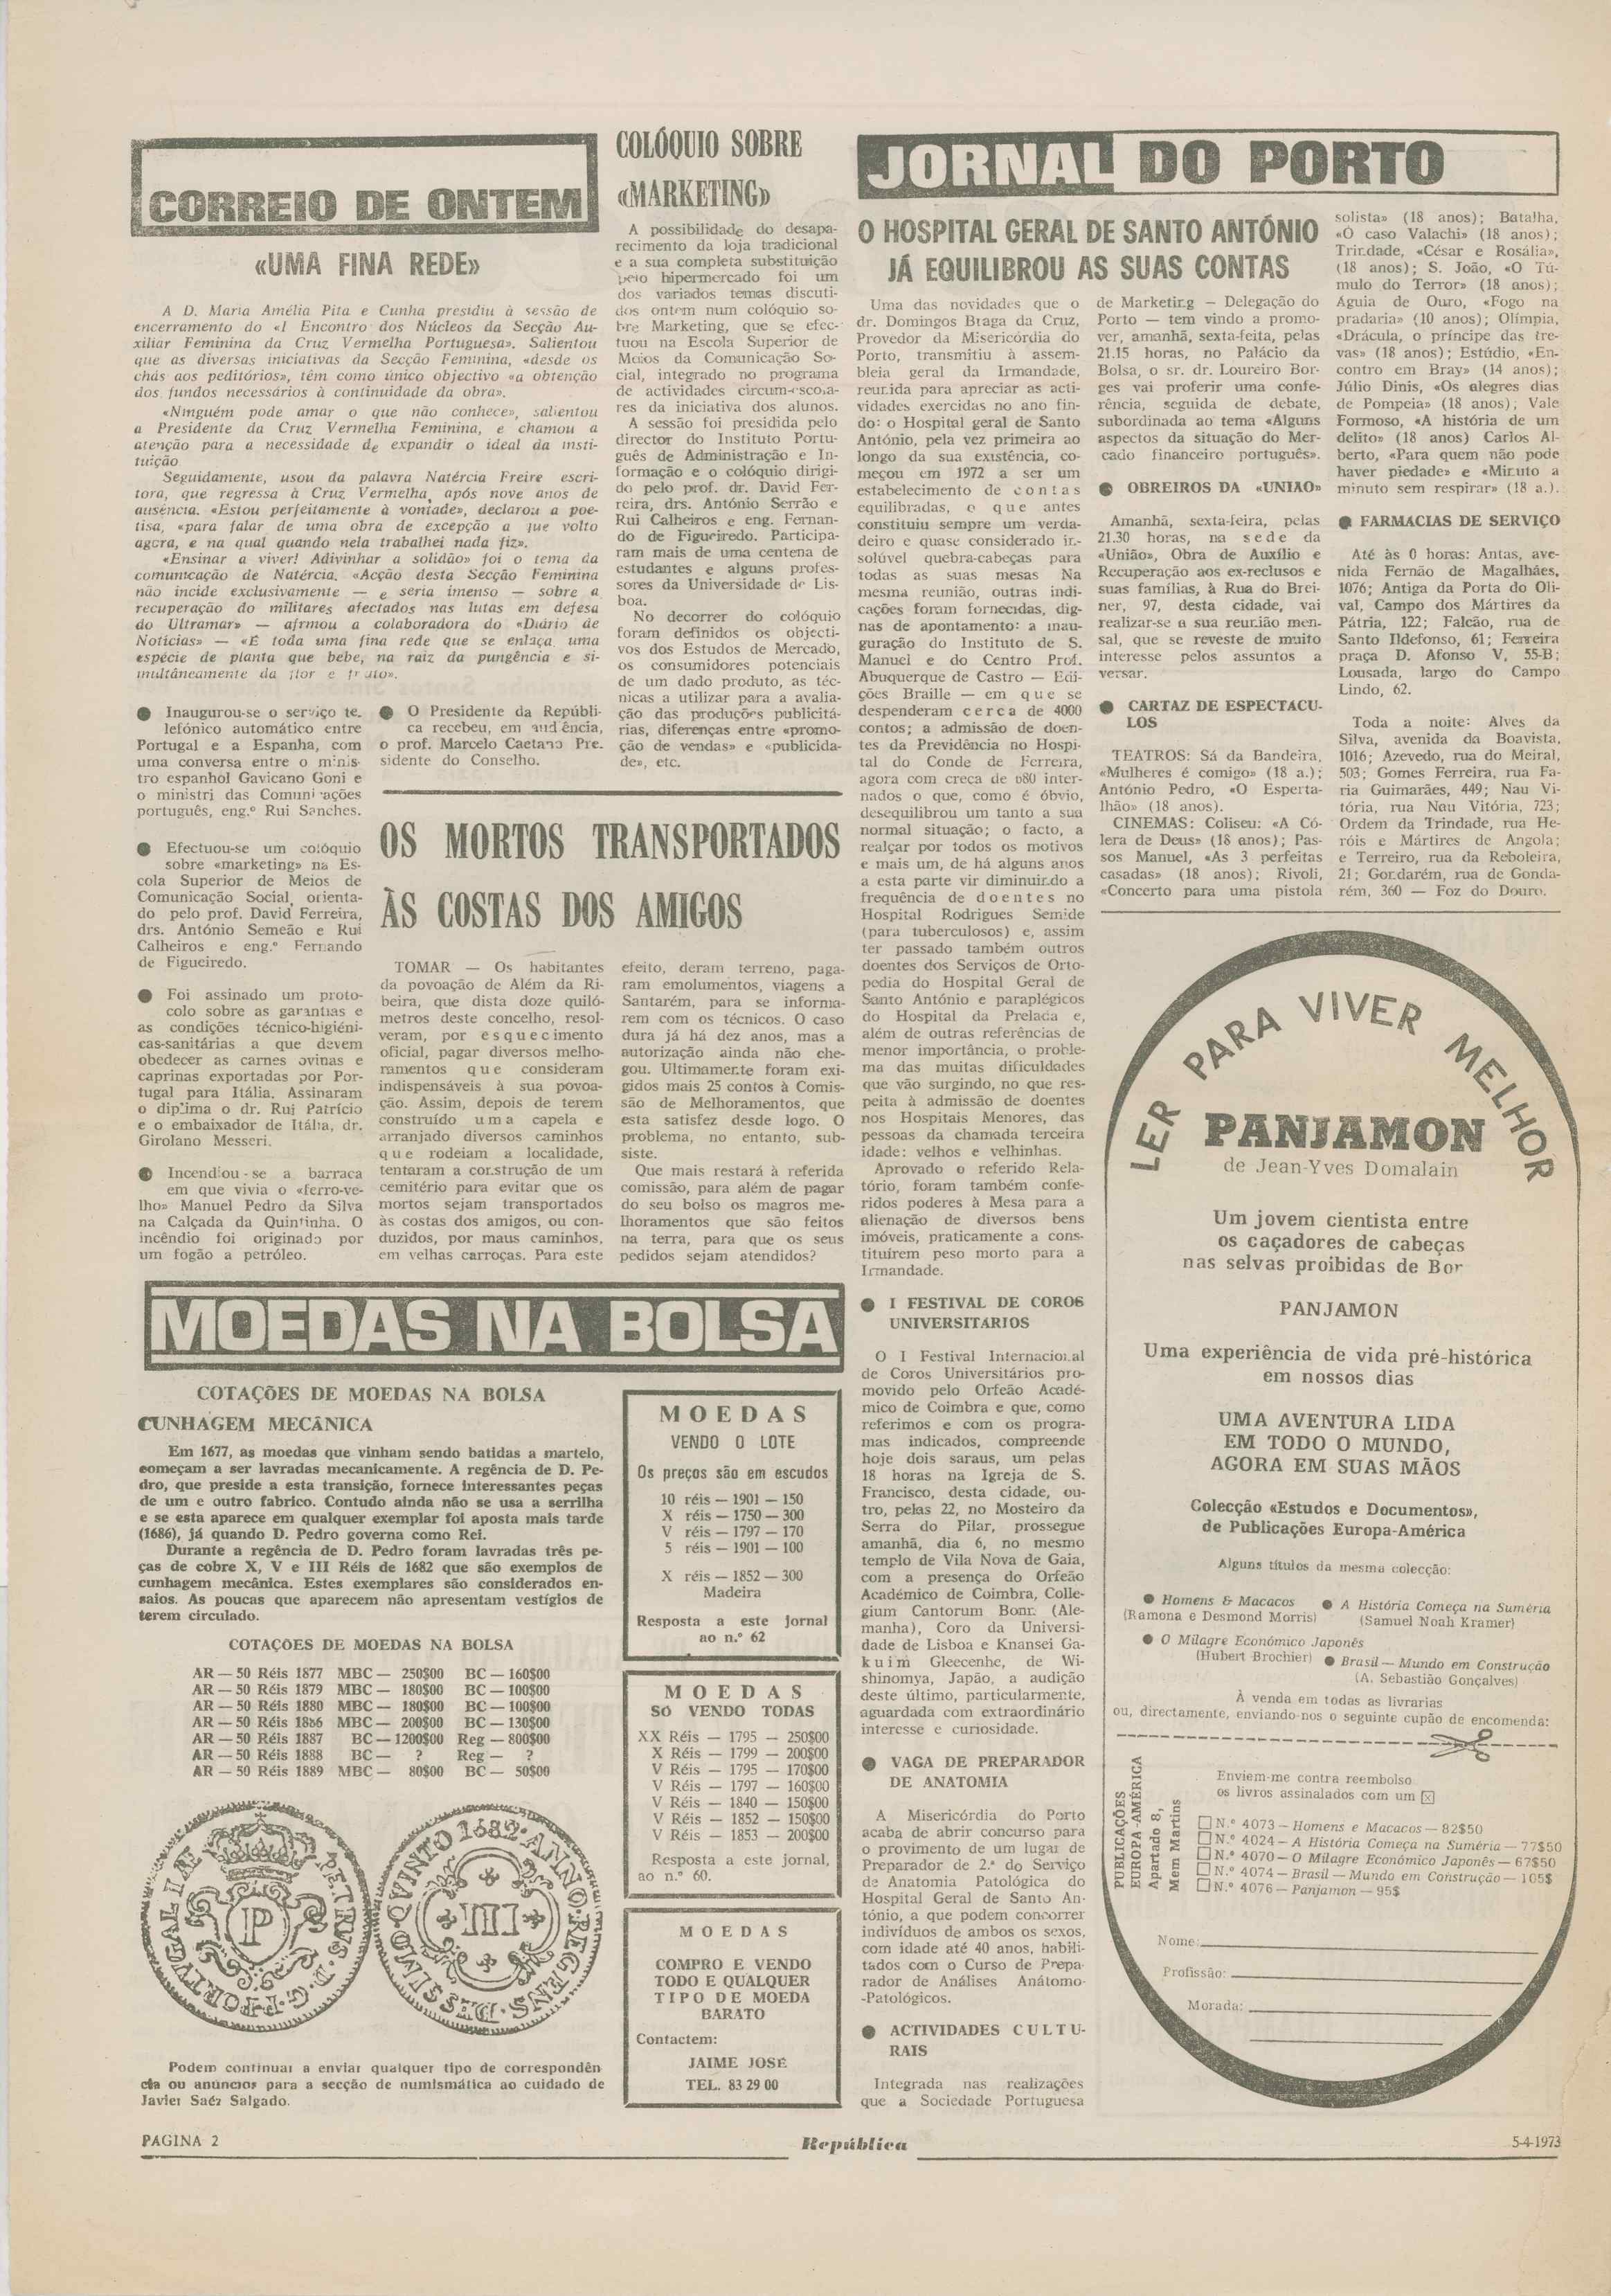 CORREIO DE ONTEM
«UMA FINA REDE»
A D. Maria Amélia Pita e Cunha presidiu à sessão de
encerramento do «I Encontro dos Núcleos da Secção Au-
xiliar Feminina da Cruz Vermelha Portuguesa». Salientou
que as diversas iniciativas da Secção Feminina, «desde os
chás aos peditórios», têm como único objectivo «a obtenção
dos fundos necessários à continuidade da obra».
«Ninguém pode amar o que não conhece», salientou
a Presidente da Cruz Vermelha Feminina, e chamou a
atenção para a necessidade de expandir o ideal da insti-
tuição
Seguidamente, usou da palavra Natércia Freire escri-
tora, que regressa à Cruz Vermelha, após nove anos de
ausência. «Estou perfeitamente à vontade», declarou a poe-
tisa, «para falar de uma obra de excepção a que volto
agora, e na qual quando nela trabalhei nada fiz».
«Ensinar a viver! Adivinhar a solidão» foi o tema da
comunicação de Natércia. «Acção desta Secção Feminina
não incide exclusivamente — e seria imenso — sobre a
recuperação do militares afectados nas lutas em defesa
do Ultramar» — afrmou a colaboradora do «Diário de
Notícias» — «É toda uma fina rede que se enlaça, uma
espécie de planta que bebe, na raiz da pungência e si-
multâneamente da flor e fruto».
● Inaugurou-se o serviço te-
lefónico automático entre
Portugal e a Espanha, com
uma conversa entre o minis-
tro espanhol Gavicano Goni e
o ministri das Comunicações
português, eng.º Rui Sanches.
● Efectuou-se um colóquio
sobre «marketing» na Es-
cola Superior de Meios de
Comunicação Social, orienta-
do pelo prof. David Ferreira,
drs. António Semeão e Rui
Calheiros e eng.º Fernando
de Figueiredo.
● Foi assinado um proto-
colo sobre as garantias e
as condições técnico-higiéni-
cas-sanitárias a que devem
obedecer as carnes ovinas e
caprinas exportadas por Por-
tugal para Itália. Assinaram
o diplima o dr. Rui Patrício
e o embaixador de Itália, dr.
Girolano Messeri.
● Incendiou-se a barraca
em que vivia o «ferro-ve-
lho» Manuel Pedro da Silva
na Calçada da Quintinha. O
incêndio foi originado por
um fogão a petróleo.
● O Presidente da Repúbli-
ca recebeu, em audiência,
o prof. Marcelo Caetano Pre-
sidente do Conselho.
COLÓQUIO SOBRE
«MARKETING»
A possibilidade do desapa-
recimento da loja tradicional
e a sua completa substituição
pelo hipermercado foi um
dos variados temas discuti-
dos ontem num colóquio so-
bre Marketing, que se efec-
tuou na Escola Superior de
Meios da Comunicação So-
cial, integrado no programa
de actividades circum-escola-
res da iniciativa dos alunos.
A sessão foi presidida pelo
director do Instituto Portu-
guês de Administração e In-
formação e o colóquio dirigi-
do pelo prof. dr. David Fer-
reira, drs. António Serrão e
Rui Calheiros e eng. Fernan-
do de Figueiredo. Participa-
ram mais de uma centena de
estudantes e alguns profes-
sores da Universidade de Lis-
boa.
No decorrer do colóquio
foram definidos os objecti-
vos dos Estudos de Mercado,
os consumidores potenciais
de um dado produto, as téc-
nicas a utilizar para a avalia-
ção das produções publicitá-
rias, diferenças entre «promo-
ção de vendas» e «publicida-
de», etc.
OS MORTOS TRANSPORTADOS
ÀS COSTAS DOS AMIGOS
TOMAR — Os habitantes
da povoação de Além da Ri-
beira, que dista doze quiló-
metros deste concelho, resol-
veram, por esquecimento
oficial, pagar diversos melho-
ramentos que consideram
indispensáveis à sua povoa-
ção. Assim, depois de terem
construído uma capela e
arranjado diversos caminhos
que rodeiam a localidade,
tentaram a construção de um
cemitério para evitar que os
mortos sejam transportados
às costas dos amigos, ou con-
duzidos, por maus caminhos,
em velhas carroças. Para este
efeito, deram terreno, paga-
ram emolumentos, viagens a
Santarém, para se informa-
rem com os técnicos. O caso
dura já há dez anos, mas a
autorização ainda não che-
gou. Ultimamente foram exi-
gidos mais 25 contos à Comis-
são de Melhoramentos, que
esta satisfez desde logo. O
problema, no entanto, sub-
siste.
Que mais restará à referida
comissão, para além de pagar
do seu bolso os magros me-
lhoramentos que são feitos
na terra, para que os seus
pedidos sejam atendidos?
MOEDAS NA BOLSA
COTAÇÕES DE MOEDAS NA BOLSA
CUNHAGEM MECÂNICA
Em 1677, as moedas que vinham sendo batidas a martelo,
começam a ser lavradas mecanicamente. A regência de D. Pe-
dro, que preside a esta transição, fornece interessantes peças
de um e outro fabrico. Contudo ainda não se usa a serrilha
e se esta aparece em qualquer exemplar foi aposta mais tarde
(1686), já quando D. Pedro governa como Rei.
Durante a regência de D. Pedro foram lavradas três pe-
ças de cobre X, V e III Réis de 1682 que são exemplos de
cunhagem mecânica. Estes exemplares são considerados en-
saios. As poucas que aparecem não apresentam vestígios de
terem circulado.
COTAÇÕES DE MOEDAS NA BOLSA
AR — 50 Réis 1877 MBC — 250$00 BC — 160$00
AR — 50 Réis 1879 MBC — 180$00 BC — 100$00
AR — 50 Réis 1880 MBC — 180$00 BC — 100$00
AR — 50 Réis 1886 MBC — 200$00 BC — 130$00
AR — 50 Réis 1887 BC — 1200$00 Reg — 800$00
AR — 50 Réis 1888 BC — ? Reg — ?
AR — 50 Réis 1889 MBC — 80$00 BC — 50$00
PETRVS·D·G·P·PORTVGALIÆ
P
1682·ANNO·REGENS·DESSIMO·QVINTO
III
Podem continuar a enviar qualquer tipo de correspondên
cia ou anúncios para a secção de numismática ao cuidado de
Javier Saéz Salgado.
MOEDAS
VENDO O LOTE
Os preços são em escudos
10 réis — 1901 — 150
X réis — 1750 — 300
V réis — 1797 — 170
5 réis — 1901 — 100
X réis — 1852 — 300
Madeira
Resposta a este jornal
ao n.º 62
MOEDAS
SÓ VENDO TODAS
XX Réis — 1795 — 250$00
X Réis — 1799 — 200$00
V Réis — 1795 — 170$00
V Réis — 1797 — 160$00
V Réis — 1840 — 150$00
V Réis — 1852 — 150$00
V Réis — 1853 — 200$00
Resposta a este jornal,
ao n.º 60.
MOEDAS
COMPRO E VENDO
TODO E QUALQUER
TIPO DE MOEDA
BARATO
Contactem:
JAIME JOSÉ
TEL. 83 29 00
JORNAL DO PORTO
O HOSPITAL GERAL DE SANTO ANTÓNIO
JÁ EQUILIBROU AS SUAS CONTAS
Uma das novidades que o
dr. Domingos Braga da Cruz,
Provedor da Misericórdia do
Porto, transmitiu à assem-
bleia geral da Irmandade,
reunida para apreciar as acti-
vidades exercidas no ano fin-
do: o Hospital geral de Santo
António, pela vez primeira ao
longo da sua existência, co-
meçou em 1972 a ser um
estabelecimento de contas
equilibradas, o que antes
constituiu sempre um verda-
deiro e quase considerado in-
solúvel quebra-cabeças para
todas as suas mesas Na
mesma reunião, outras indi-
cações foram fornecidas, dig-
nas de apontamento: a inau-
guração do Instituto de S.
Manuel e do Centro Prof.
Abuquerque de Castro — Edi-
ções Braille — em que se
despenderam cerca de 4000
contos; a admissão de doen-
tes da Previdência no Hospi-
tal do Conde de Ferreira,
agora com creca de 680 inter-
nados o que, como é óbvio,
desequilibrou um tanto a sua
normal situação; o facto, a
realçar por todos os motivos
e mais um, de há alguns anos
a esta parte vir diminuindo a
frequência de doentes no
Hospital Rodrigues Semide
(para tuberculosos) e, assim
ter passado também outros
doentes dos Serviços de Orto-
pedia do Hospital Geral de
Santo António e paraplégicos
do Hospital da Prelada e,
além de outras referências de
menor importância, o proble-
ma das muitas dificuldades
que vão surgindo, no que res-
peita à admissão de doentes
nos Hospitais Menores, das
pessoas da chamada terceira
idade: velhos e velhinhas.
Aprovado o referido Rela-
tório, foram também confe-
ridos poderes à Mesa para a
alienação de diversos bens
imóveis, praticamente a cons-
tituírem peso morto para a
Irmandade.
● I FESTIVAL DE COROS
UNIVERSITÁRIOS
O I Festival Internacional
de Coros Universitários pro-
movido pelo Orfeão Acadé-
mico de Coimbra e que, como
referimos e com os progra-
mas indicados, compreende
hoje dois saraus, um pelas
18 horas na Igreja de S.
Francisco, desta cidade, ou-
tro, pelas 22, no Mosteiro da
Serra do Pilar, prossegue
amanhã, dia 6, no mesmo
templo de Vila Nova de Gaia,
com a presença do Orfeão
Académico de Coimbra, Colle-
gium Cantorum Bonn (Ale-
manha), Coro da Universi-
dade de Lisboa e Knansei Ga-
kuim Gleecenhe, de Wi-
shinomya, Japão, a audição
deste último, particularmente,
aguardada com extraordinário
interesse e curiosidade.
● VAGA DE PREPARADOR
DE ANATOMIA
A Misericórdia do Porto
acaba de abrir concurso para
o provimento de um lugar de
Preparador de 2.ª do Serviço
de Anatomia Patológica do
Hospital Geral de Santo An-
tónio, a que podem concorrer
indivíduos de ambos os sexos,
com idade até 40 anos, habili-
tados com o Curso de Prepa-
rador de Análises Anátomo-
-Patológicos.
● ACTIVIDADES CULTU-
RAIS
Integrada nas realizações
que a Sociedade Portuguesa
de Marketing — Delegação do
Porto — tem vindo a promo-
ver, amanhã, sexta-feira, pelas
21.15 horas, no Palácio da
Bolsa, o sr. dr. Loureiro Bor-
ges vai proferir uma confe-
rência, seguida de debate,
subordinada ao tema «Alguns
aspectos da situação do Mer-
cado financeiro português».
● OBREIROS DA «UNIÃO»
Amanhã, sexta-feira, pelas
21.30 horas, na sede da
«União», Obra de Auxílio e
Recuperação aos ex-reclusos e
suas famílias, à Rua do Brei-
ner, 97, desta cidade, vai
realizar-se a sua reunião men-
sal, que se reveste de muito
interesse pelos assuntos a
versar.
● CARTAZ DE ESPECTACU-
LOS
TEATROS: Sá da Bandeira,
«Mulheres é comigo» (18 a.);
António Pedro, «O Esperta-
lhão» (18 anos).
CINEMAS: Coliseu: «A Có-
lera de Deus» (18 anos); Pas-
sos Manuel, «As 3 perfeitas
casadas» (18 anos); Rivoli,
«Concerto para uma pistola
solista» (18 anos); Batalha,
«O caso Valachi» (18 anos);
Trindade, «César e Rosália»,
(18 anos); S. João, «O Tú-
mulo do Terror» (18 anos);
Águia de Ouro, «Fogo na
pradaria» (10 anos); Olímpia,
«Drácula, o príncipe das tre-
vas» (18 anos); Estúdio, «En-
contro em Bray» (14 anos);
Júlio Dinis, «Os alegres dias
de Pompeia» (18 anos); Vale
Formoso, «A história de um
delito» (18 anos) Carlos Al-
berto, «Para quem não pode
haver piedade» e «Minuto a
minuto sem respirar» (18 a.).
● FARMACIAS DE SERVIÇO
Até às 0 horas: Antas, ave-
nida Fernão de Magalhães,
1076; Antiga da Porta do Oli-
val, Campo dos Mártires da
Pátria, 122; Falcão, rua de
Santo Ildefonso, 61; Ferreira
praça D. Afonso V, 55-B;
Lousada, largo do Campo
Lindo, 62.
Toda a noite: Alves da
Silva, avenida da Boavista,
1016; Azevedo, rua do Meiral,
503; Gomes Ferreira, rua Fa-
ria Guimarães, 449; Nau Vi-
tória, rua Nau Vitória, 723;
Ordem da Trindade, rua He-
róis e Mártires de Angola;
e Terreiro, rua da Reboleira,
21; Gondarém, rua de Gonda-
rém, 360 — Foz do Douro.
LER PARA VIVER MELHOR
PANJAMON
de Jean-Yves Domalain
Um jovem cientista entre
os caçadores de cabeças
nas selvas proibidas de Bor
PANJAMON
Uma experiência de vida pré-histórica
em nossos dias
UMA AVENTURA LIDA
EM TODO O MUNDO,
AGORA EM SUAS MÃOS
Colecção «Estudos e Documentos»,
de Publicações Europa-América
Alguns títulos da mesma colecção:
● Homens & Macacos
(Ramona e Desmond Morris)
● A História Começa na Suméria
(Samuel Noah Kramer)
● O Milagre Económico Japonês
(Hubert Brochier)
● Brasil — Mundo em Construção
(A. Sebastião Gonçalves)
À venda em todas as livrarias
ou, directamente, enviando-nos o seguinte cupão de encomenda:
PUBLICAÇÕES
EUROPA-AMÉRICA
Apartado 8,
Mem Martins
Enviem-me contra reembolso
os livros assinalados com um ☒
☐ N.º 4073 — Homens e Macacos — 82$50
☐ N.º 4024 — A História Começa na Suméria — 77$50
☐ N.º 4070 — O Milagre Económico Japonês — 67$50
☐ N.º 4074 — Brasil — Mundo em Construção — 105$
☐ N.º 4076 — Panjamon — 95$
Nome:
Profissão:
Morada:
PAGINA 2
República
5-4-1973